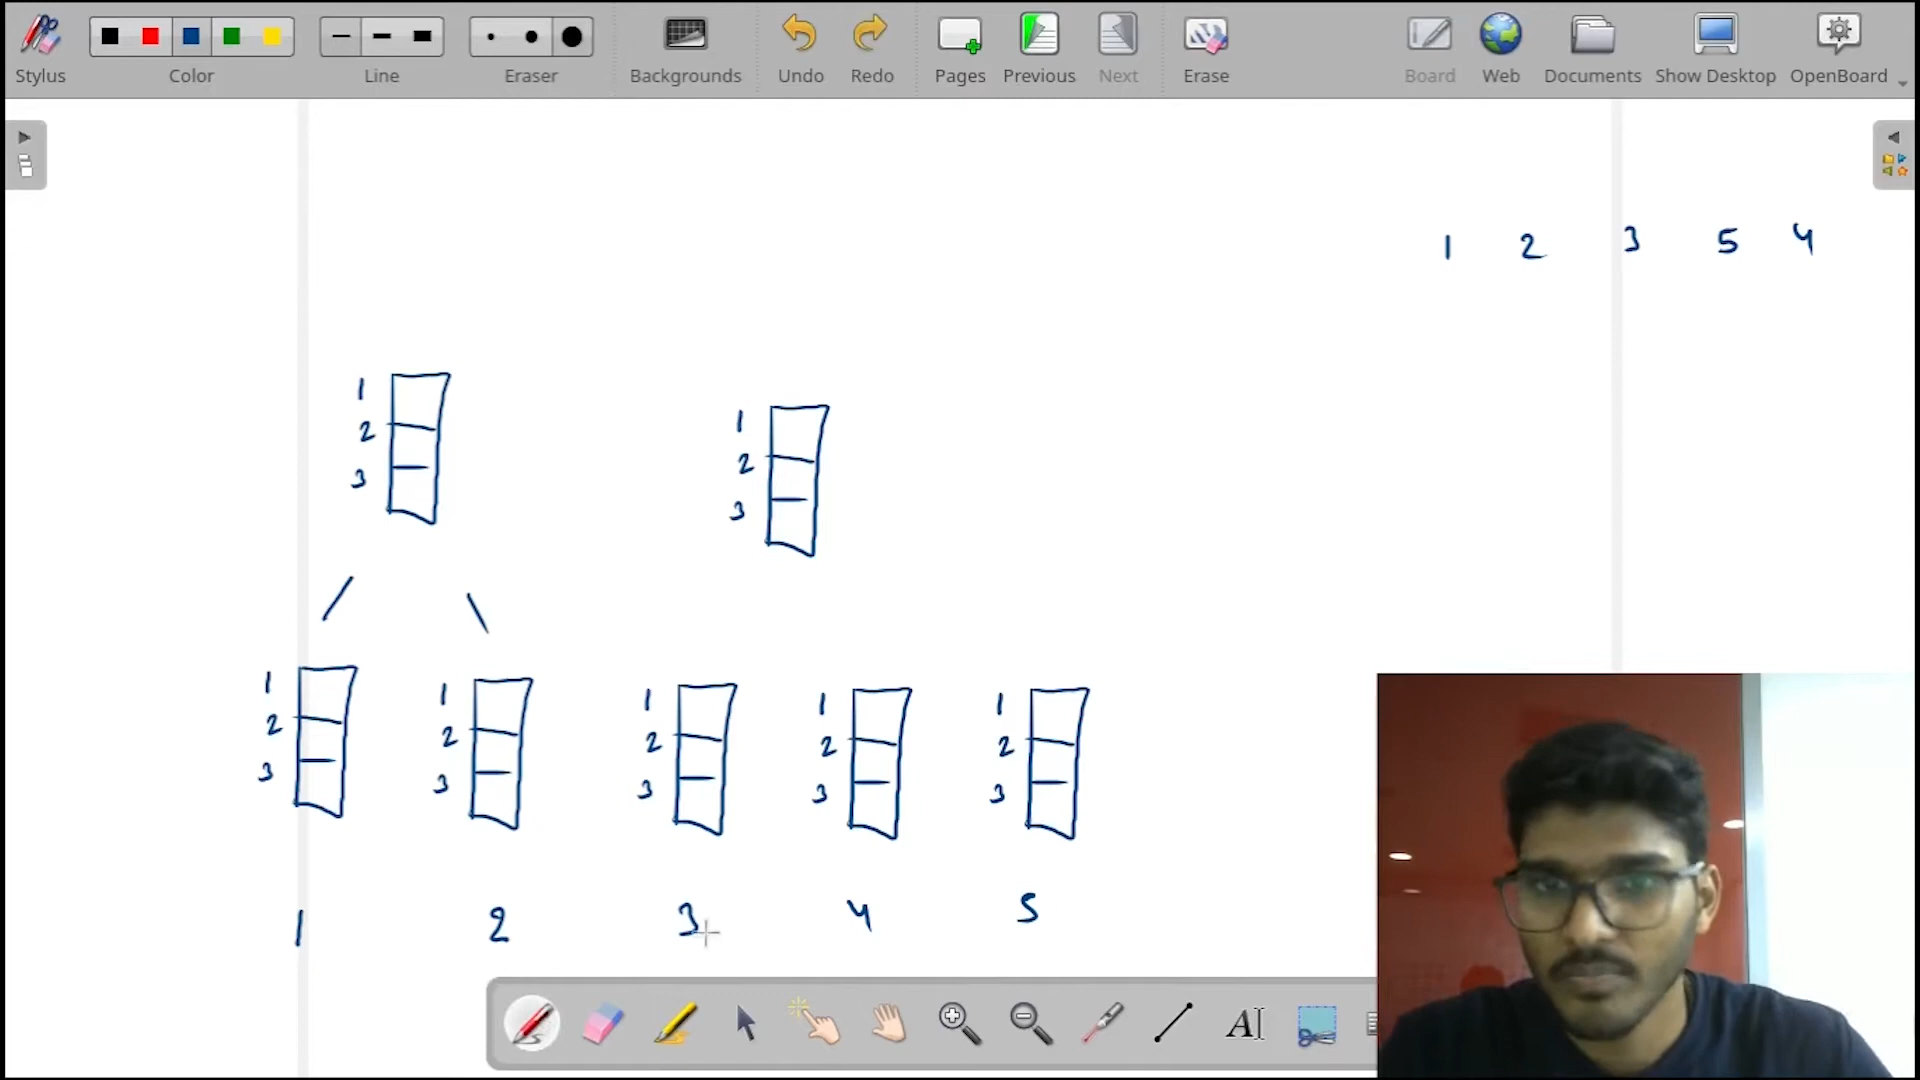 Stylus Color Line Eraser Backgrounds Undo Redo Pages Previous Next Erase Board Web Documents Show Desktop OpenBoard
1 2 3 5 4
1 1
2 2
3 3
1 1 1 1 1
2 2 2 2 2
3 3 3 3 3
1 2 3 4 5
A